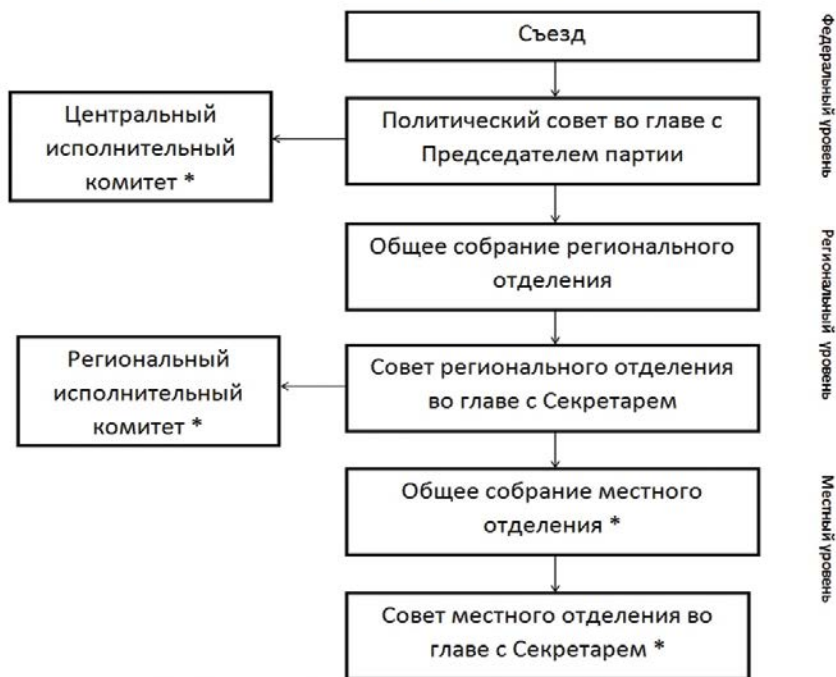 Съезд
Центральный
исполнительный
комитет *
Политический совет во главе с
Председателем партии
Общее собрание регионального
отделения
Региональный
исполнительный
комитет *
Совет регионального отделения
во главе с Секретарем
Общее собрание местного
отделения *
Совет местного отделения во
главе с Секретарем *
Федеральный уровень
Региональный уровень
Местный уровень